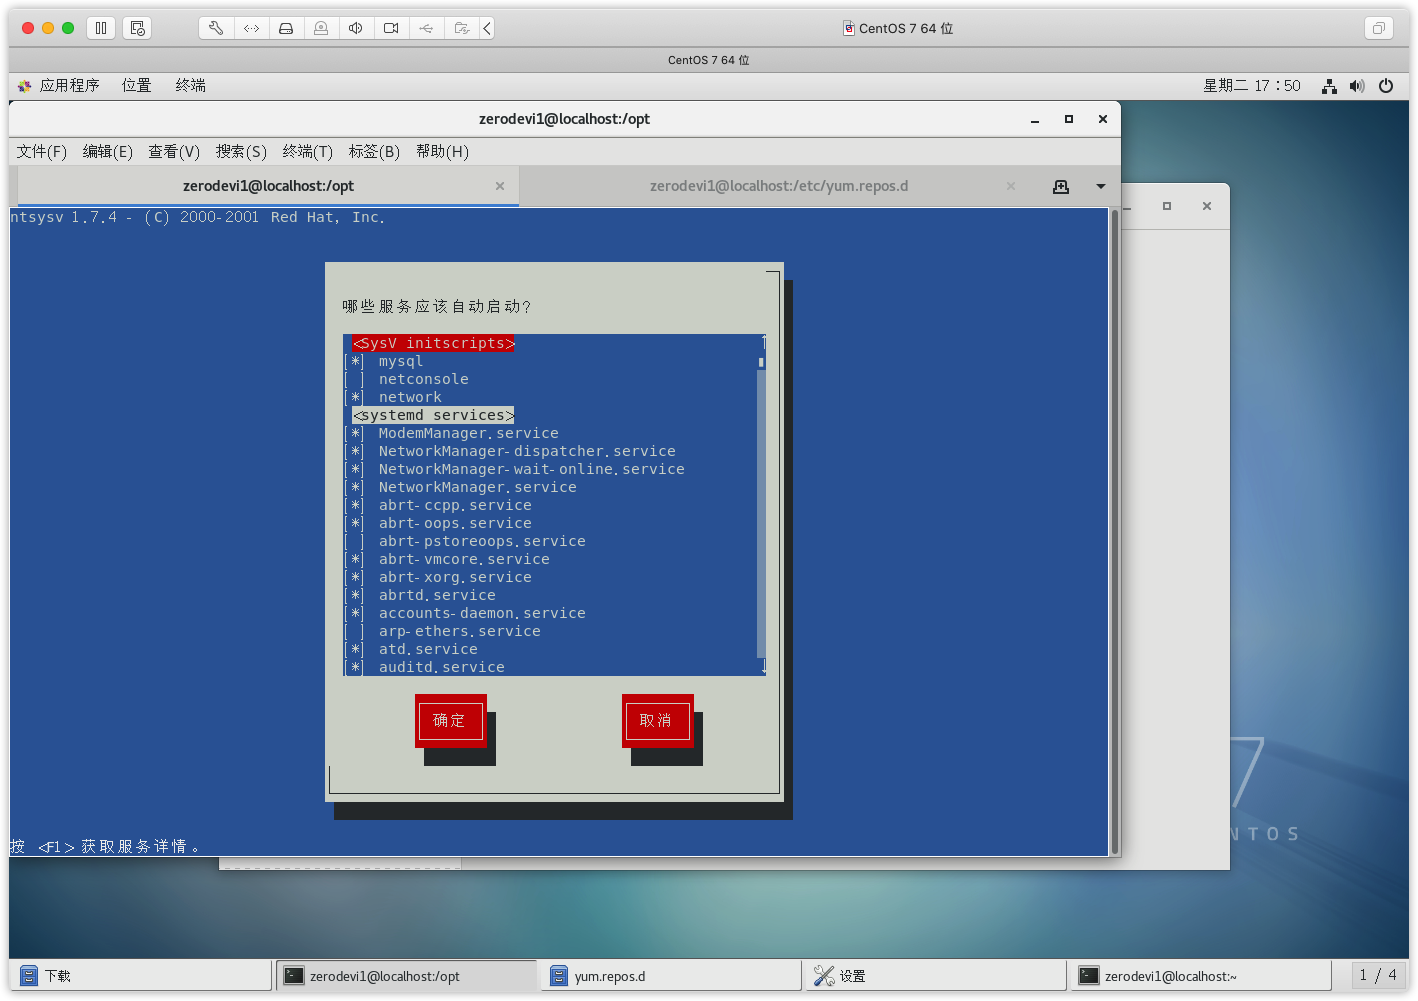 CentOS 7 64 位
CentOS 7 64 位
应用程序 位置 终端 星期二 17：50
zerodevi1@localhost:/opt
文件(F) 编辑(E) 查看(V) 搜索(S) 终端(T) 标签(B) 帮助(H)
zerodevi1@localhost:/opt zerodevi1@localhost:/etc/yum.repos.d
ntsysv 1.7.4 - (C) 2000-2001 Red Hat, Inc.
哪些服务应该自动启动?
<SysV initscripts>
[*] mysql
[ ] netconsole
[*] network
<systemd services>
[*] ModemManager.service
[*] NetworkManager-dispatcher.service
[*] NetworkManager-wait-online.service
[*] NetworkManager.service
[*] abrt-ccpp.service
[*] abrt-oops.service
[ ] abrt-pstoreoops.service
[*] abrt-vmcore.service
[*] abrt-xorg.service
[*] abrtd.service
[*] accounts-daemon.service
[ ] arp-ethers.service
[*] atd.service
[*] auditd.service
确定 取消
7
NTOS
按 <F1> 获取服务详情。
下载 zerodevi1@localhost:/opt yum.repos.d 设置 zerodevi1@localhost:~ 1 / 4